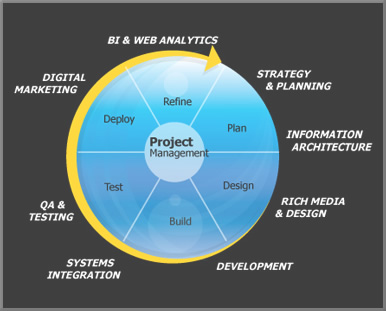 BI & WEB ANALYTICS
STRATEGY
& PLANNING
INFORMATION
ARCHITECTURE
RICH MEDIA
& DESIGN
DEVELOPMENT
SYSTEMS
INTEGRATION
QA &
TESTING
DIGITAL
MARKETING
Refine
Plan
Design
Build
Test
Deploy
Project
Management